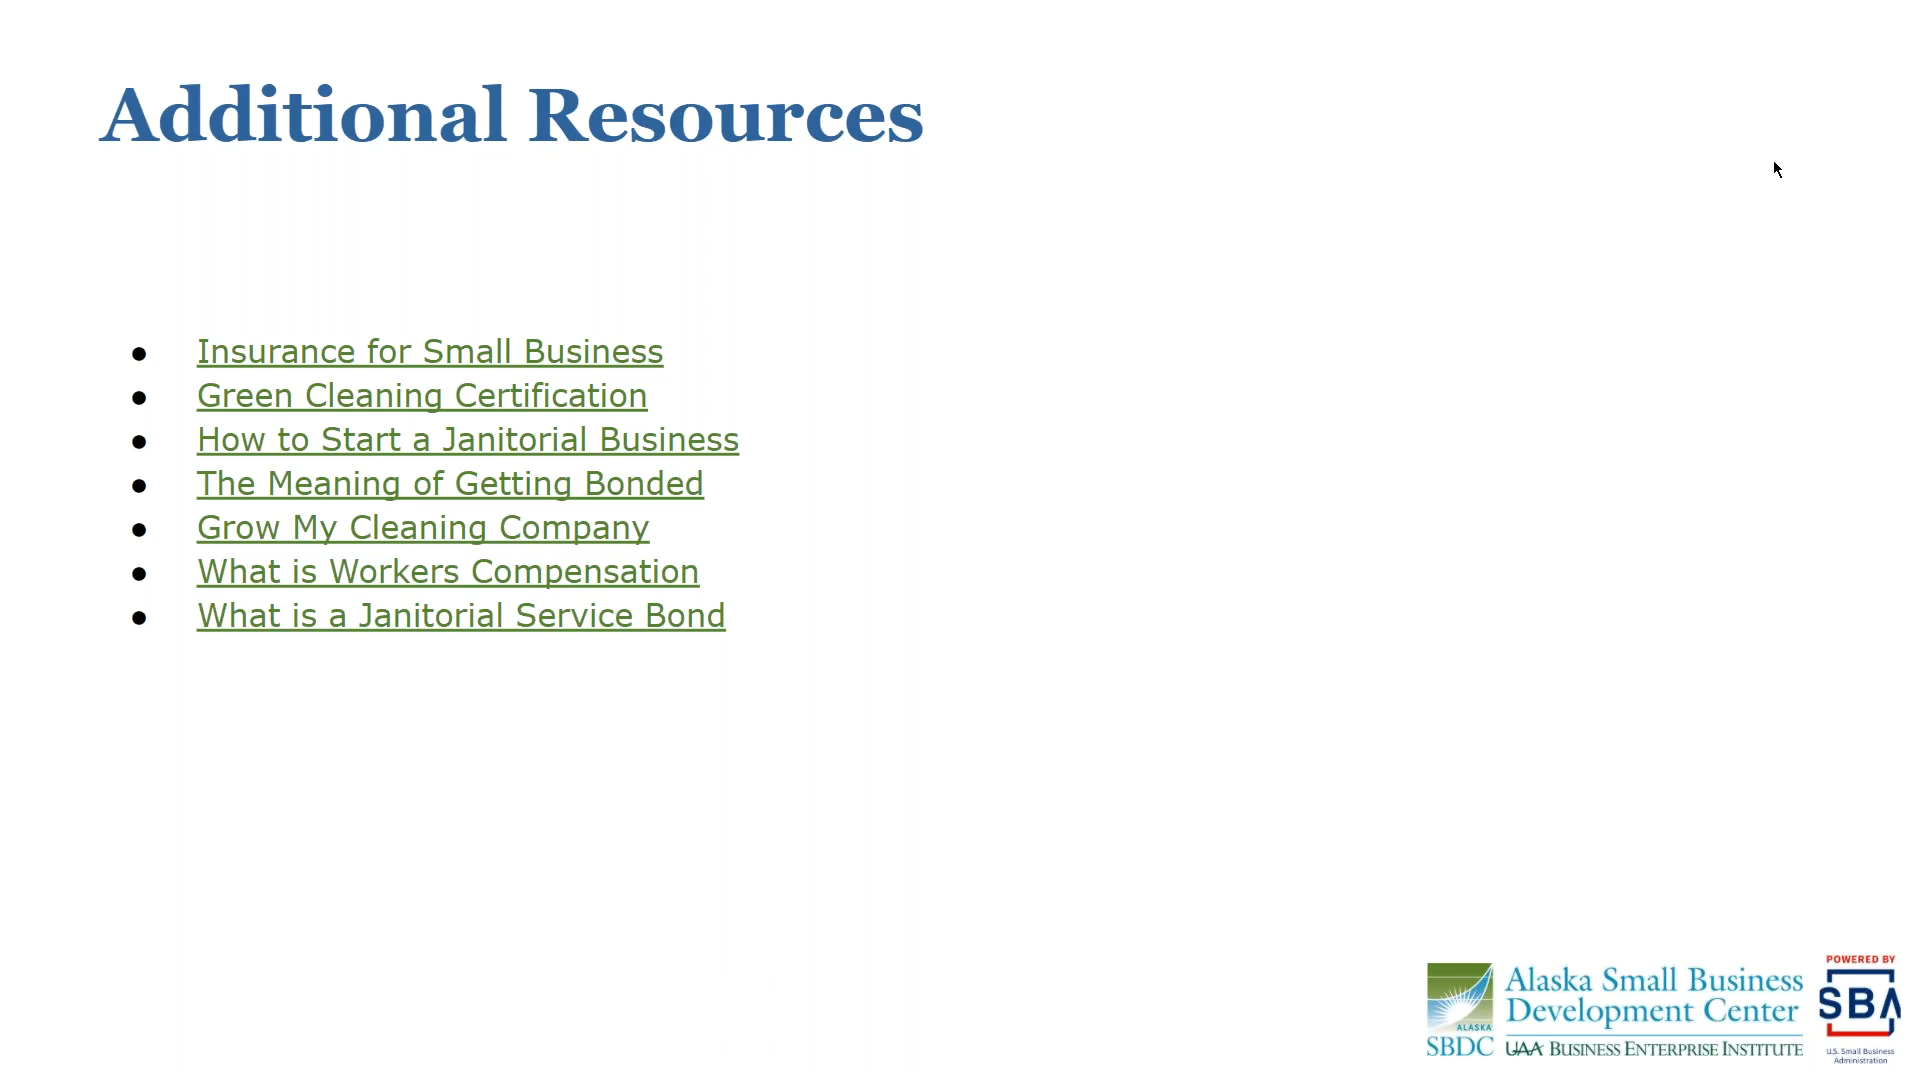 Additional Resources
● Insurance for Small Business
● Green Cleaning Certification
● How to Start a Janitorial Business
● The Meaning of Getting Bonded
● Grow My Cleaning Company
● What is Workers Compensation
● What is a Janitorial Service Bond
ALASKA
SBDC
Alaska Small Business
Development Center
UAA BUSINESS ENTERPRISE INSTITUTE
POWERED BY
SBA
U.S. Small Business
Administration